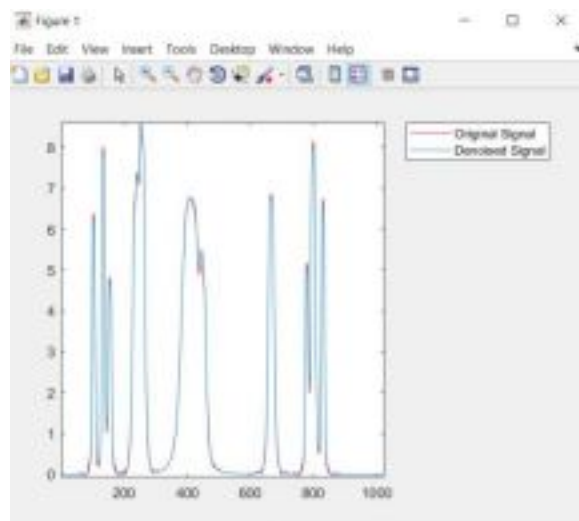 Figure 1
File Edit View Insert Tools Desktop Window Help
Original Signal
Denoised Signal
8
7
6
5
4
3
2
1
0
200 400 600 800 1000